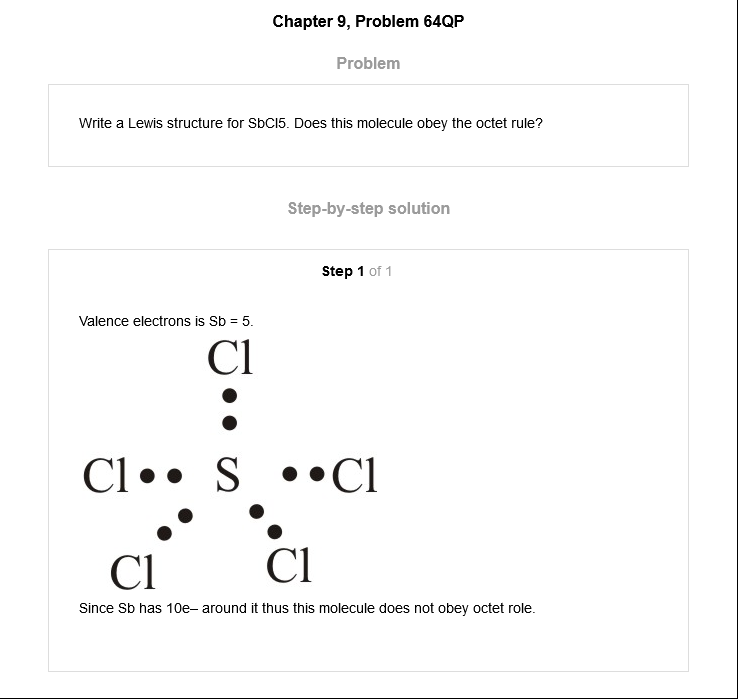 Chapter 9, Problem 64QP
Problem
Write a Lewis structure for SbCl5. Does this molecule obey the octet rule?
Step-by-step solution
Step 1 of 1
Valence electrons is Sb = 5.
Cl
Cl•• S ••Cl
Cl Cl
Since Sb has 10e– around it thus this molecule does not obey octet role.